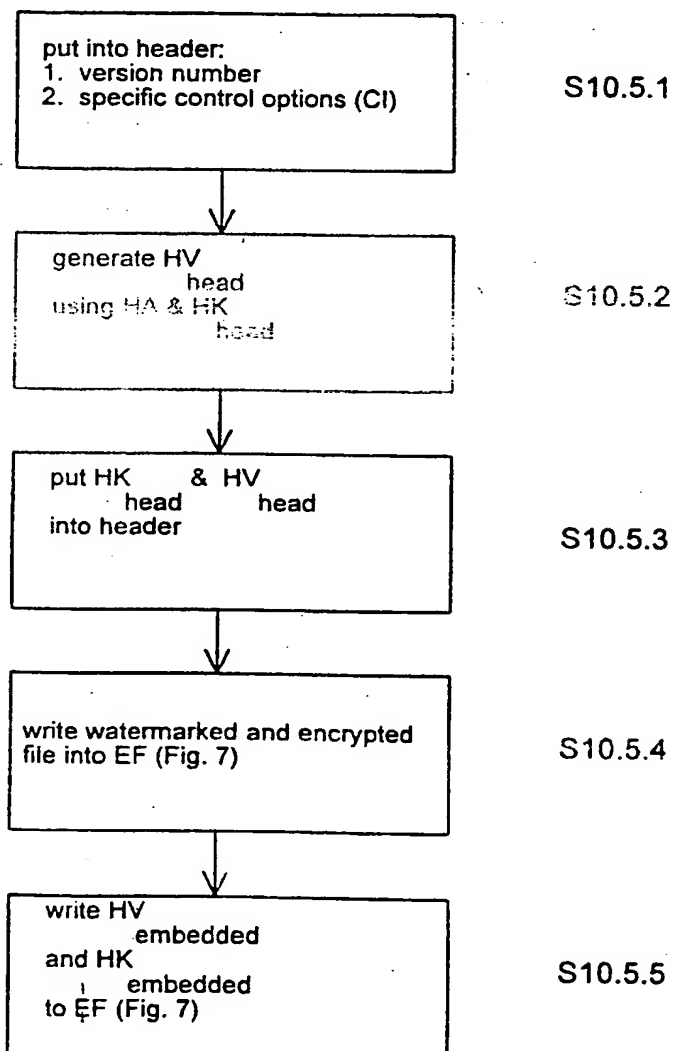 put into header:
1. version number
2. specific control options (CI)
S10.5.1
generate HV
head
using HA & HK
head
S10.5.2
put HK & HV
head head
into header
S10.5.3
write watermarked and encrypted
file into EF (Fig. 7)
S10.5.4
write HV
embedded
and HK
embedded
to EF (Fig. 7)
S10.5.5